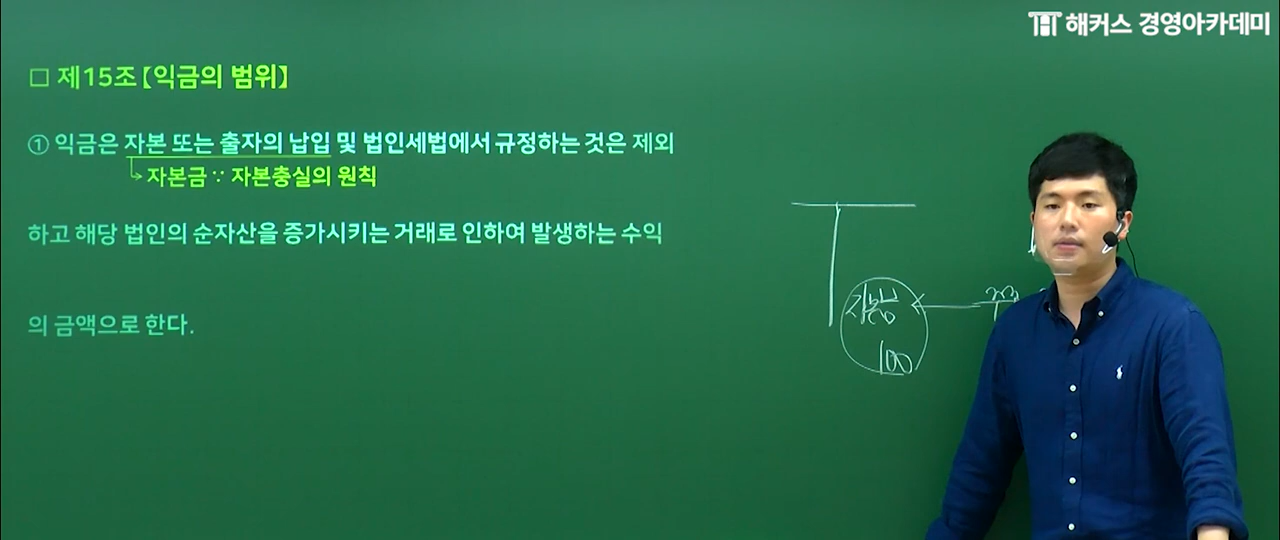 해커스 경영아카데미
□ 제15조【익금의 범위】
① 익금은 자본 또는 출자의 납입 및 법인세법에서 규정하는 것은 제외
자본금 ∵ 자본충실의 원칙
하고 해당 법인의 순자산을 증가시키는 거래로 인하여 발생하는 수익
의 금액으로 한다.
100